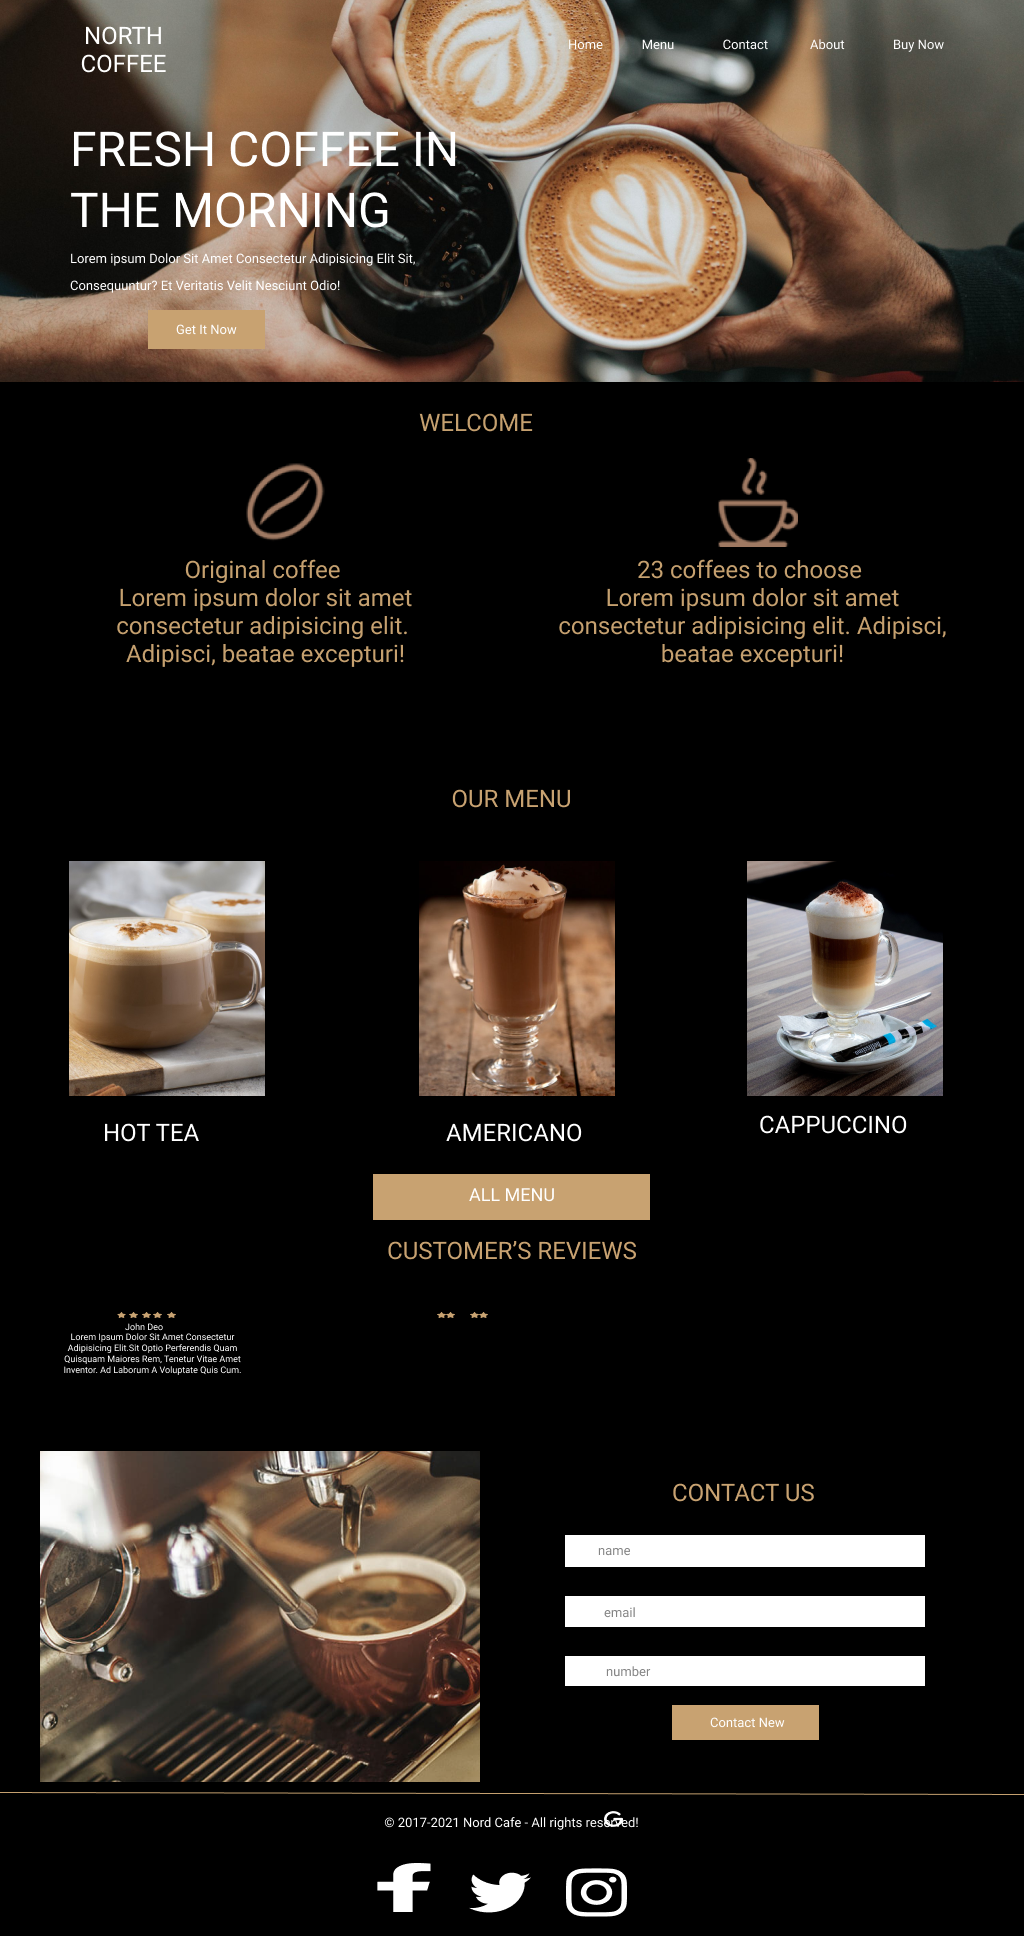 NORTH
COFFEE
Home Menu Contact About Buy Now
FRESH COFFEE IN
THE MORNING
Lorem ipsum Dolor Sit Amet Consectetur Adipisicing Elit Sit,
Consequuntur? Et Veritatis Velit Nesciunt Odio!
Get It Now
WELCOME
Original coffee
Lorem ipsum dolor sit amet
consectetur adipisicing elit.
Adipisci, beatae excepturi!
23 coffees to choose
Lorem ipsum dolor sit amet
consectetur adipisicing elit. Adipisci,
beatae excepturi!
OUR MENU
HOT TEA
AMERICANO
CAPPUCCINO
ALL MENU
CUSTOMER’S REVIEWS
John Deo
Lorem Ipsum Dolor Sit Amet Consectetur
Adipisicing Elit.Sit Optio Perferendis Quam
Quisquam Maiores Rem, Tenetur Vitae Amet
Inventor. Ad Laborum A Voluptate Quis Cum.
CONTACT US
name
email
number
Contact New
© 2017-2021 Nord Cafe - All rights reserved!